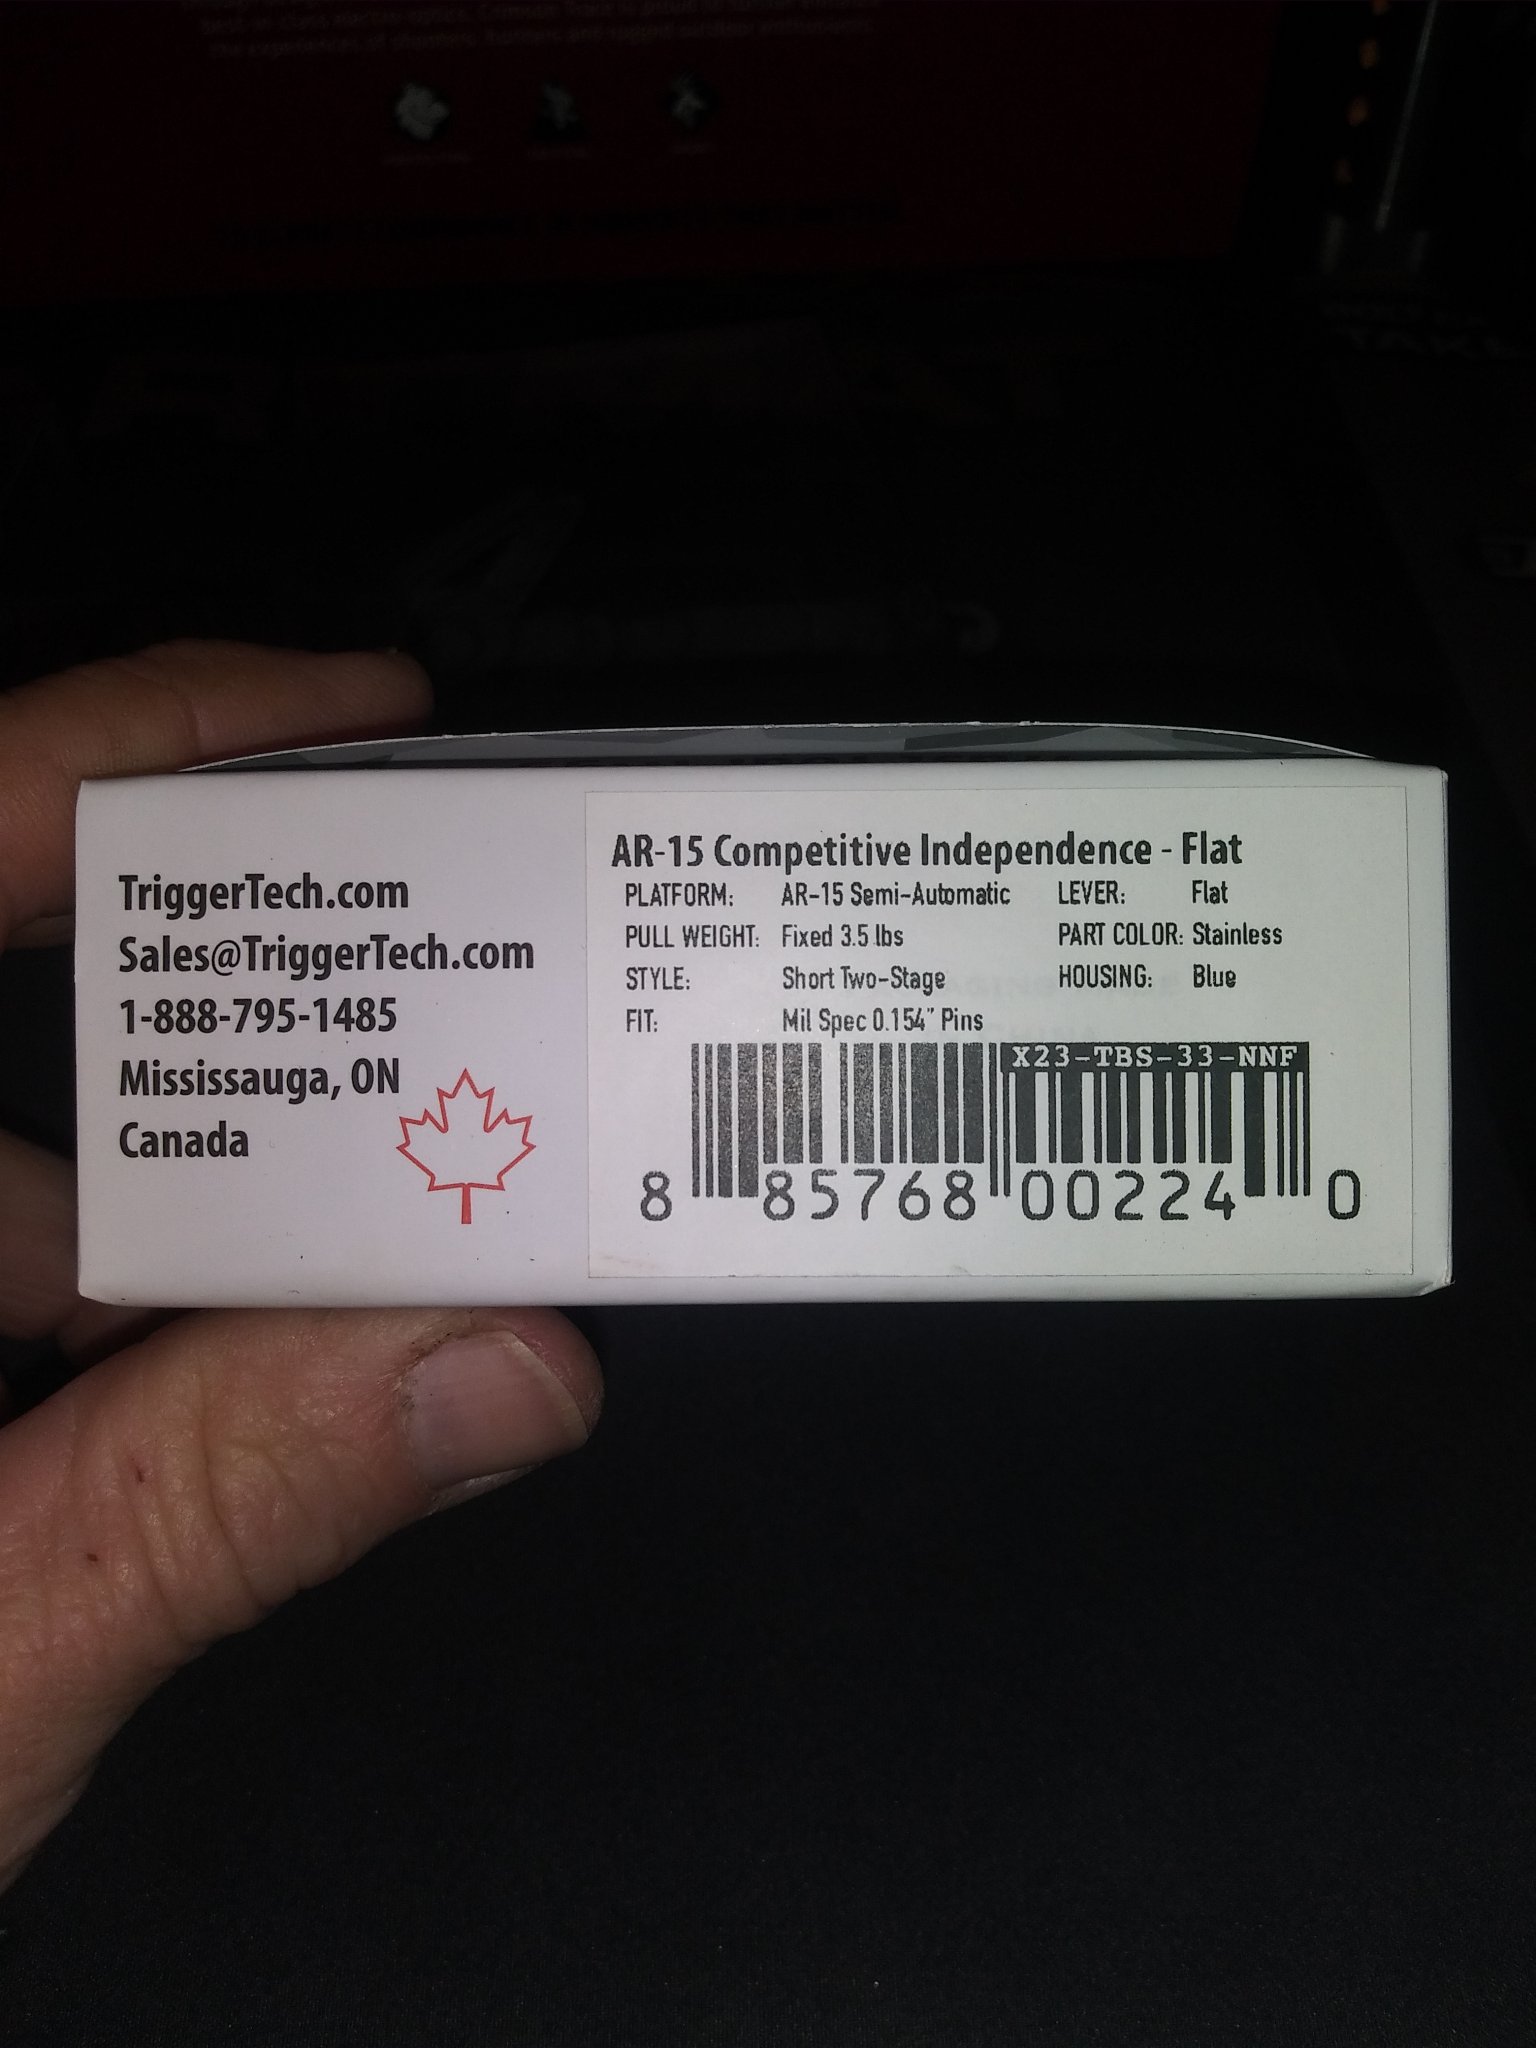 TriggerTech.com
Sales@TriggerTech.com
1-888-795-1485
Mississauga, ON
Canada
AR-15 Competitive Independence - Flat
PLATFORM: AR-15 Semi-Automatic LEVER: Flat
PULL WEIGHT: Fixed 3.5 lbs PART COLOR: Stainless
STYLE: Short Two-Stage HOUSING: Blue
FIT: Mil Spec 0.154" Pins
X23-TBS-33-NNF
8 85768 00224 0